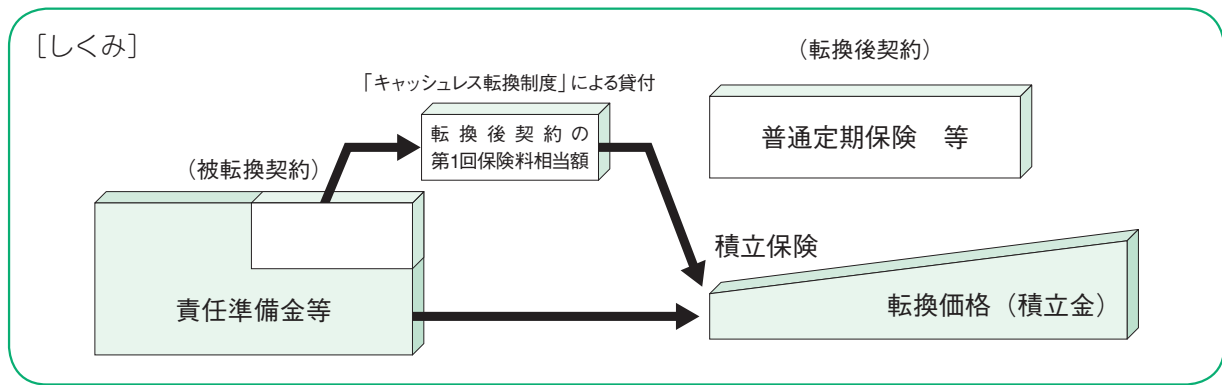 [しくみ]
(転換後契約)
「キャッシュレス転換制度」による貸付
転換後契約の
第1回保険料相当額
普通定期保険　等
(被転換契約)
積立保険
責任準備金等
転換価格(積立金)